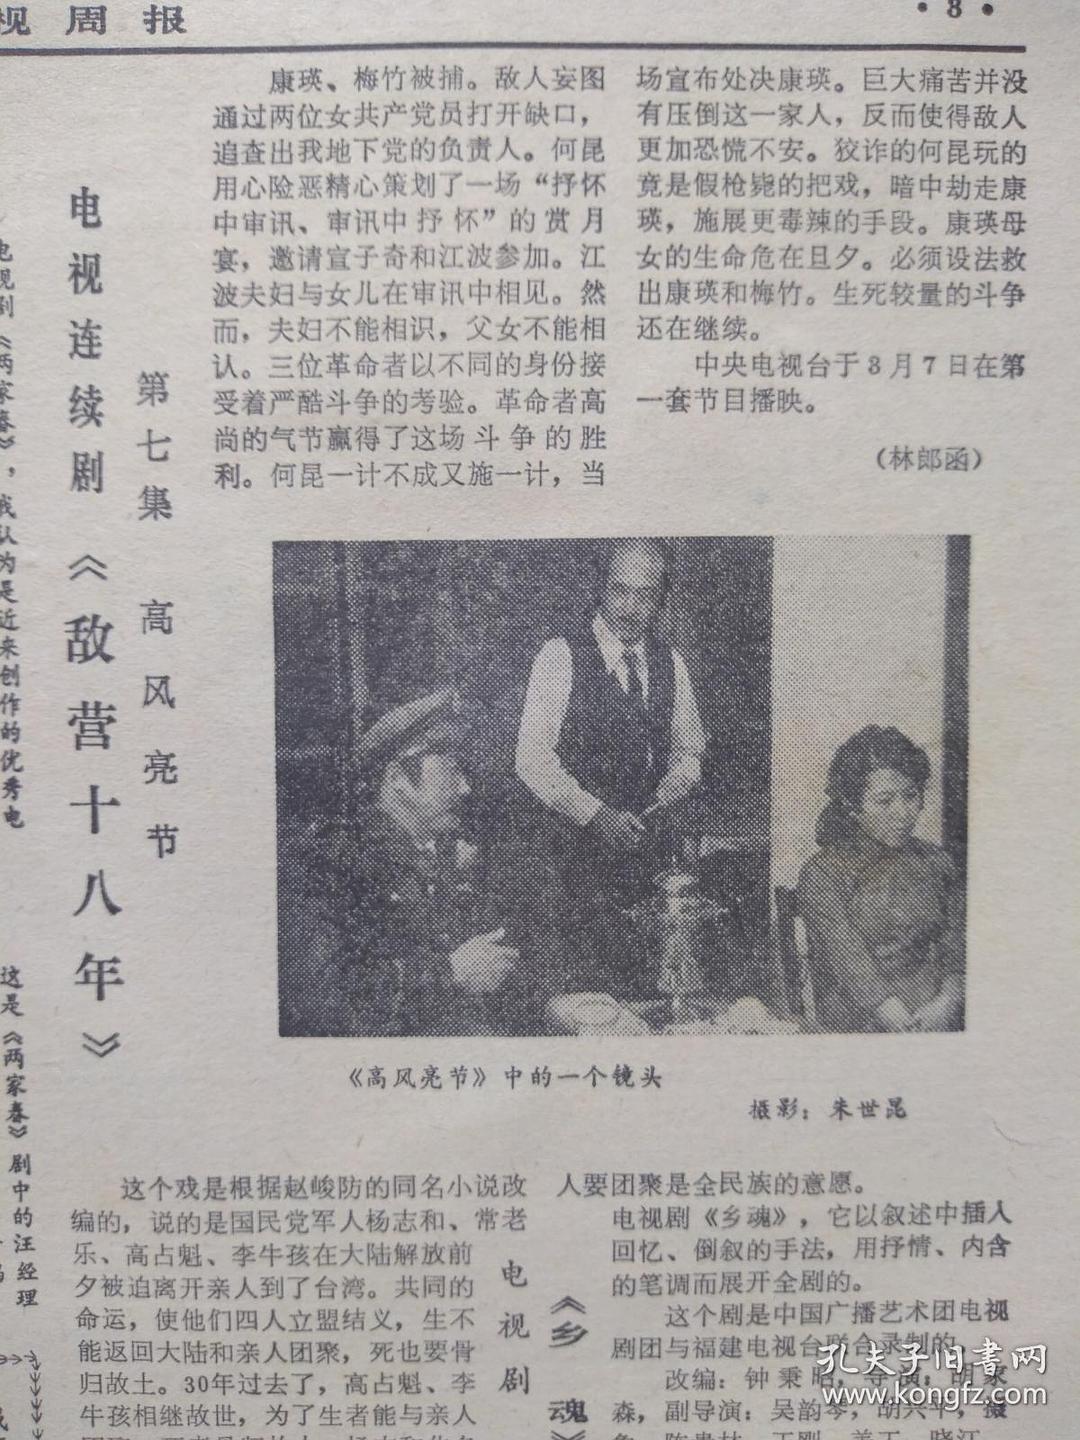 视周报
·8·
电视连续剧《敌营十八年》
第七集 高风亮节
康瑛、梅竹被捕。敌人妄图
通过两位女共产党员打开缺口，
追查出我地下党的负责人。何昆
用心险恶精心策划了一场“抒怀
中审讯、审讯中抒怀”的赏月
宴，邀请宣子奇和江波参加。江
波夫妇与女儿在审讯中相见。然
而，夫妇不能相识，父女不能相
认。三位革命者以不同的身份接
受着严酷斗争的考验。革命者高
尚的气节赢得了这场斗争的胜
利。何昆一计不成又施一计，当
场宣布处决康瑛。巨大痛苦并没
有压倒这一家人，反而使得敌人
更加恐慌不安。狡诈的何昆玩的
竟是假枪毙的把戏，暗中劫走康
瑛，施展更毒辣的手段。康瑛母
女的生命危在旦夕。必须设法救
出康瑛和梅竹。生死较量的斗争
还在继续。
中央电视台于3月7日在第
一套节目播映。
（林郎函）
《高风亮节》中的一个镜头
摄影：朱世昆
电视剧《两家春》，我认为是近来创作的优秀电
这是《两家春》剧中的汪经理
电视剧
《乡魂》
这个戏是根据赵峻防的同名小说改
编的，说的是国民党军人杨志和、常老
乐、高占魁、李牛孩在大陆解放前
夕被迫离开亲人到了台湾。共同的
命运，使他们四人立盟结义，生不
能返回大陆和亲人团聚，死也要骨
归故土。30年过去了，高占魁、李
牛孩相继故世，为了生者能与亲人
人要团聚是全民族的意愿。
电视剧《乡魂》，它以叙述中插入
回忆、倒叙的手法，用抒情、内含
的笔调而展开全剧的。
这个剧是中国广播艺术团电视
剧团与福建电视台联合录制的。
改编：钟秉昭，导演：胡家
森，副导演：吴韵琴，胡兴平，摄
孔夫子旧书网
www.kongfz.com